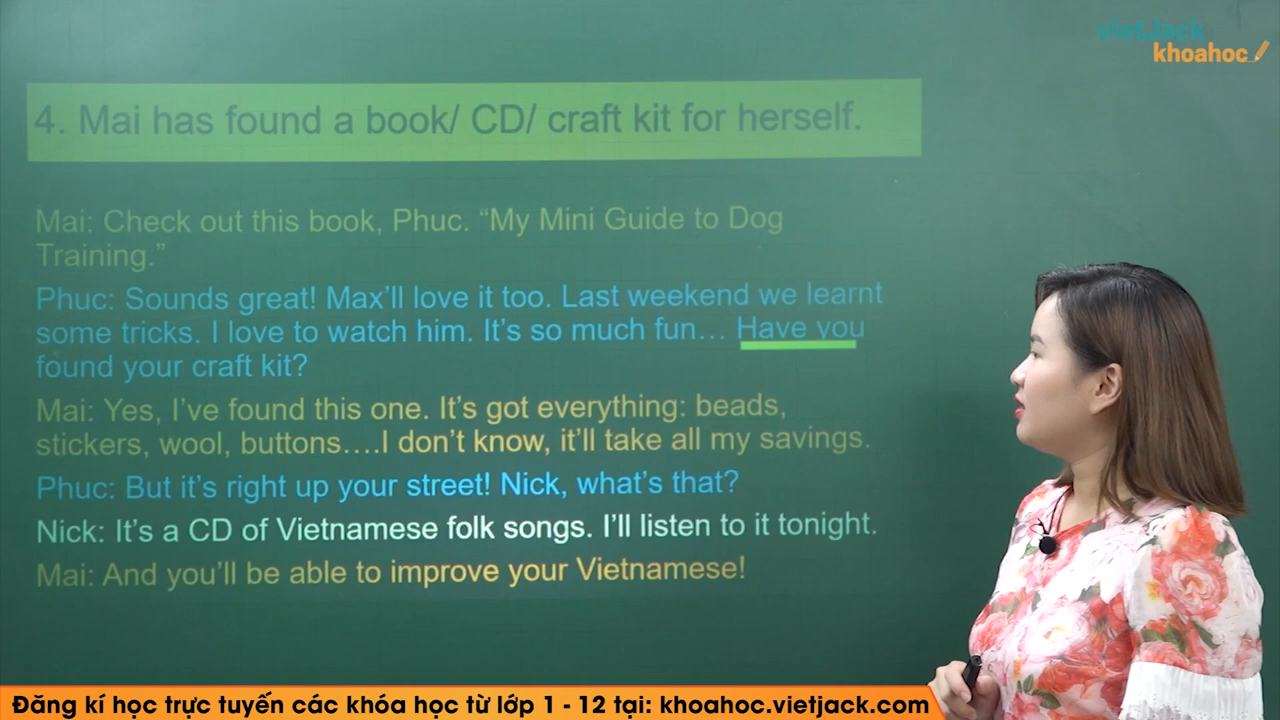 vietJack
khoahoc
4. Mai has found a book/ CD/ craft kit for herself.
Mai: Check out this book, Phuc. “My Mini Guide to Dog
Training.”
Phuc: Sounds great! Max’ll love it too. Last weekend we learnt
some tricks. I love to watch him. It’s so much fun… Have you
found your craft kit?
Mai: Yes, I’ve found this one. It’s got everything: beads,
stickers, wool, buttons….I don’t know, it’ll take all my savings.
Phuc: But it’s right up your street! Nick, what’s that?
Nick: It’s a CD of Vietnamese folk songs. I’ll listen to it tonight.
Mai: And you’ll be able to improve your Vietnamese!
Đăng kí học trực tuyến các khóa học từ lớp 1 - 12 tại: khoahoc.vietjack.com